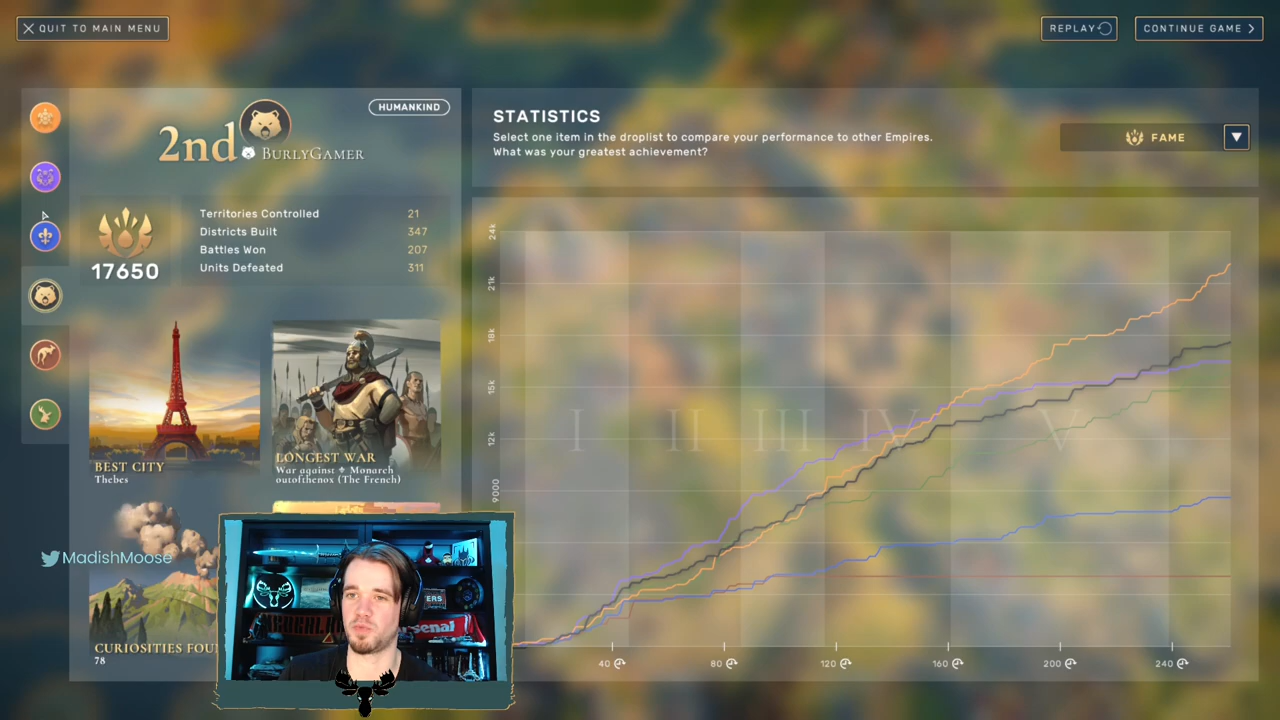 QUIT TO MAIN MENU
REPLAY
CONTINUE GAME
HUMANKIND
2nd
BURLYGAMER
17650
Territories Controlled 21
Districts Built 347
Battles Won 207
Units Defeated 311
BEST CITY
Thebes
LONGEST WAR
War against Monarch
outofthenox (The French)
CURIOSITIES FOU
78
MadishMoose
STATISTICS
Select one item in the droplist to compare your performance to other Empires.
What was your greatest achievement?
FAME
24k
21k
18k
15k
12k
9000
I II III IV V
40 80 120 160 200 240
ERS
senal